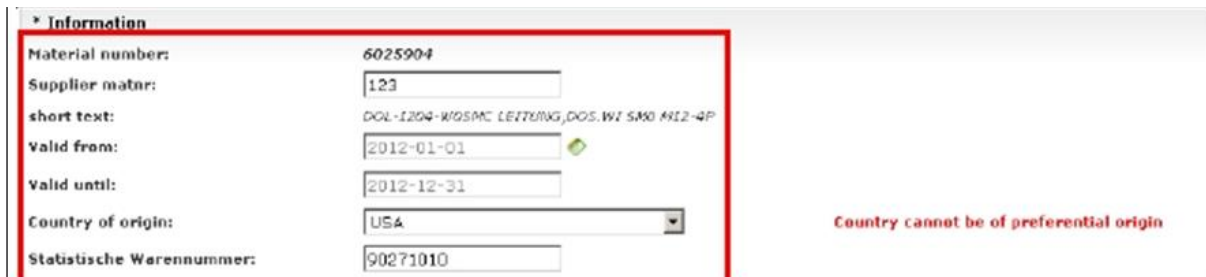 * Information
Material number: 6025904
Supplier matnr: 123
short text: DOL-1204-W05MC LEITUNG,DOS.WI SM0 M12-4P
Valid from: 2012-01-01
Valid until: 2012-12-31
Country of origin: USA Country cannot be of preferential origin
Statistische Warennummer: 90271010